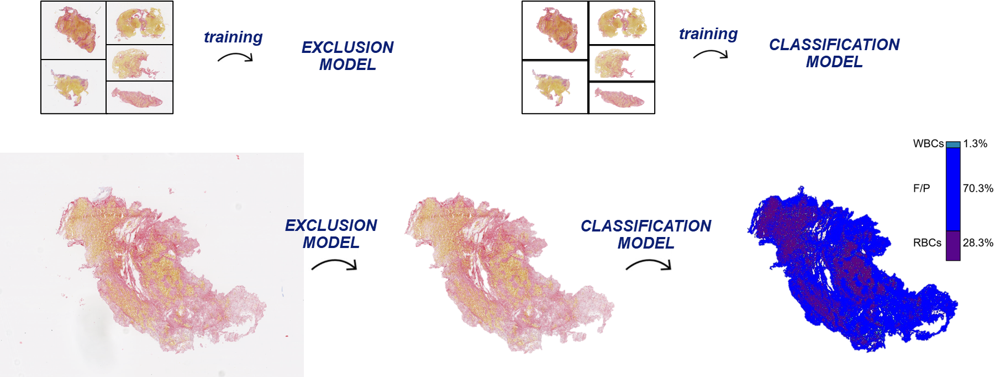 training
EXCLUSION
MODEL
training
CLASSIFICATION
MODEL
EXCLUSION
MODEL
CLASSIFICATION
MODEL
WBCs 1.3%
F/P 70.3%
RBCs 28.3%